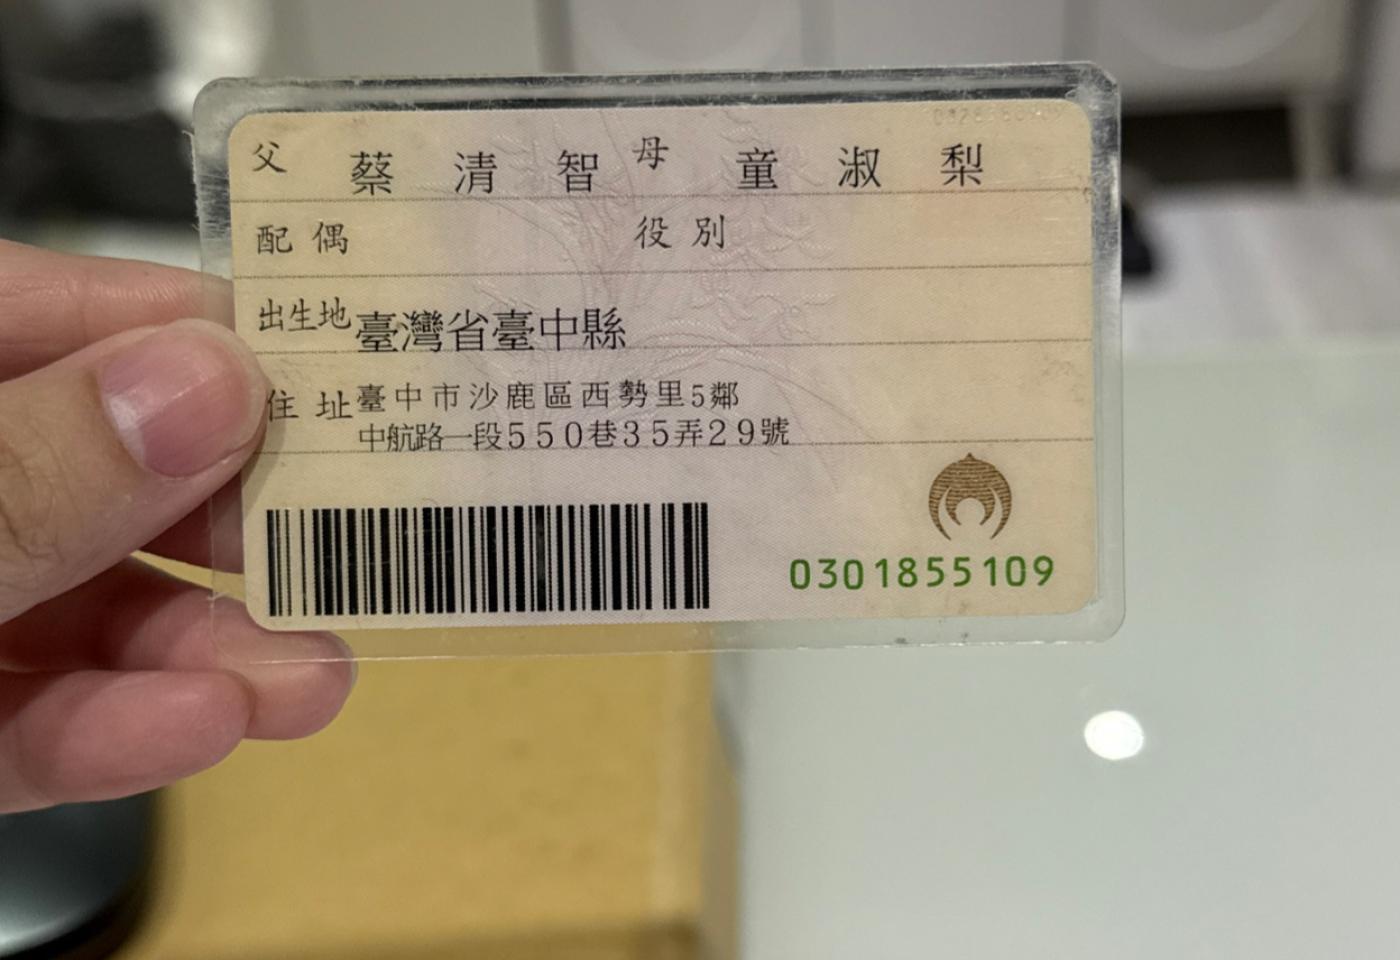 父 蔡清智 母 童淑梨
配偶 役別
出生地 臺灣省臺中縣
住址 臺中市沙鹿區西勢里5鄰
中航路一段550巷35弄29號
0301855109